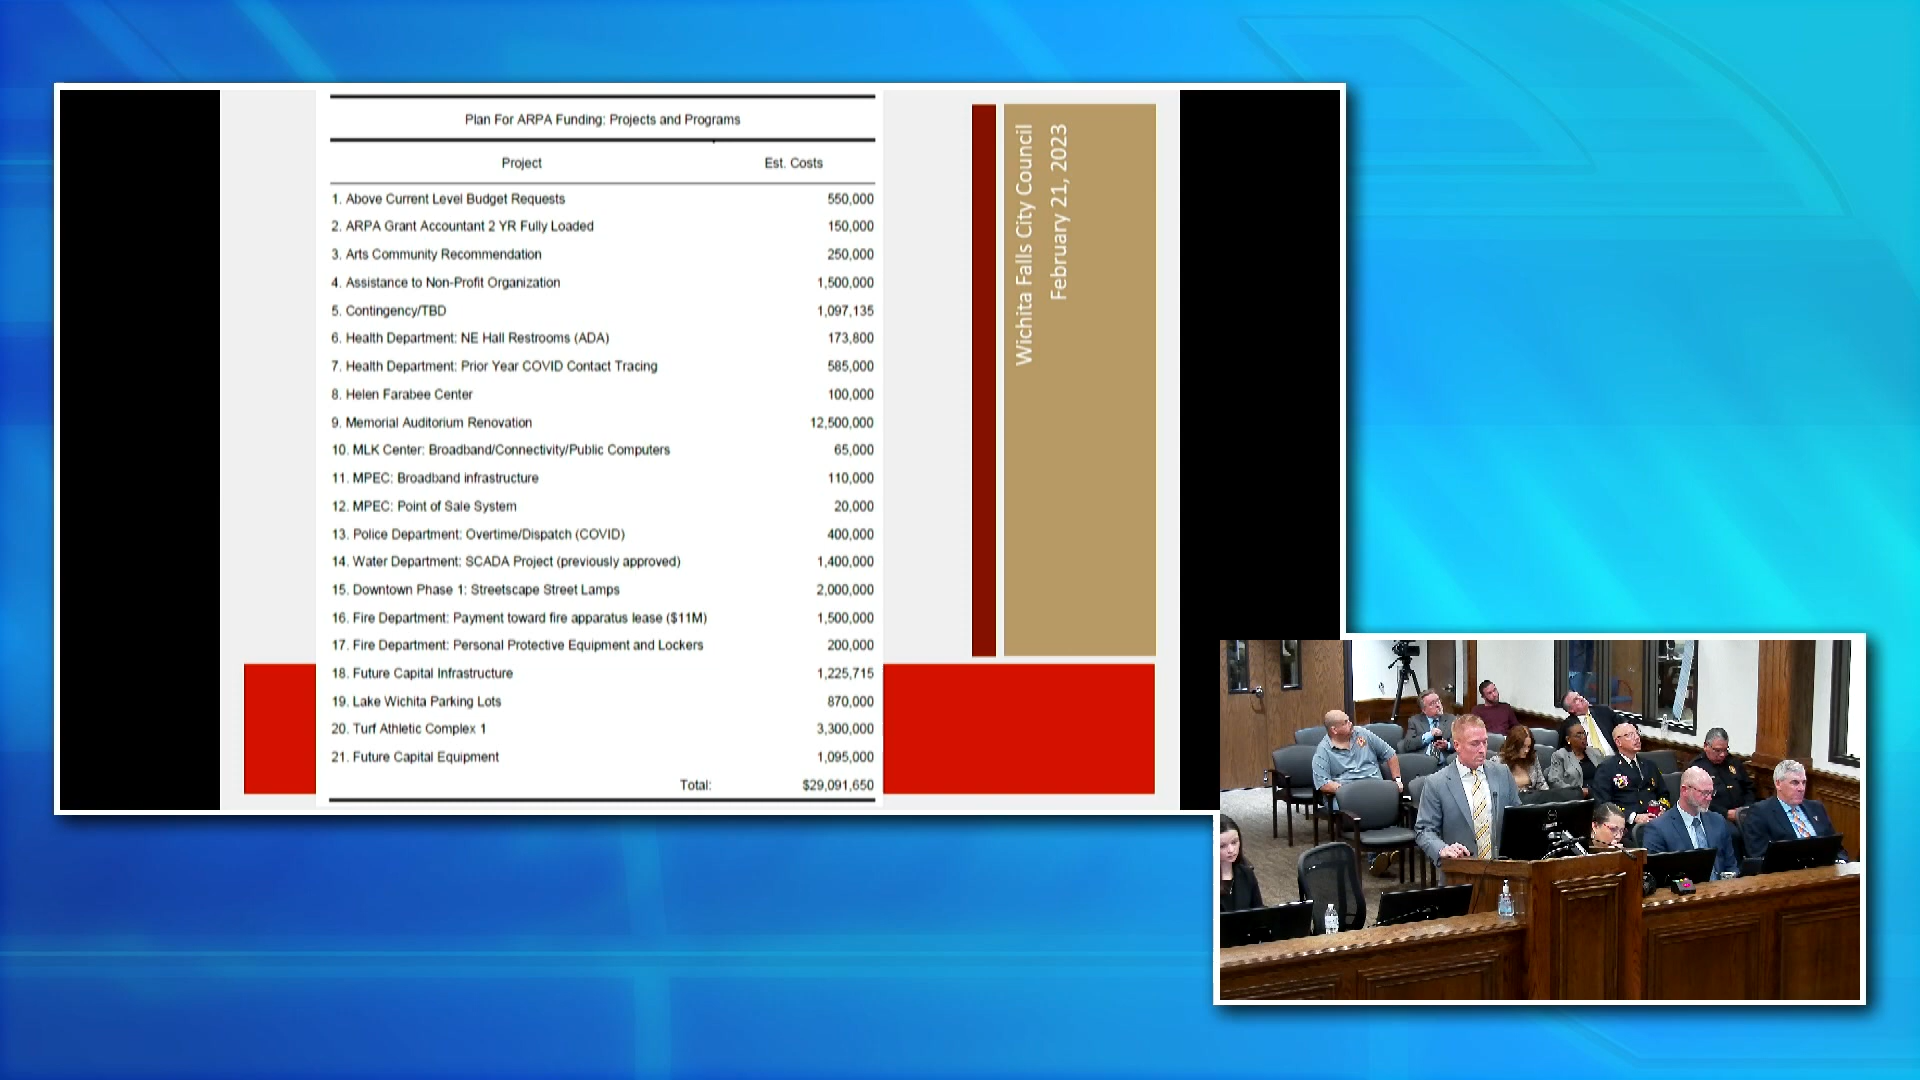 Plan For ARPA Funding: Projects and Programs
Project Est. Costs
1. Above Current Level Budget Requests 550,000
2. ARPA Grant Accountant 2 YR Fully Loaded 150,000
3. Arts Community Recommendation 250,000
4. Assistance to Non-Profit Organization 1,500,000
5. Contingency/TBD 1,097,135
6. Health Department: NE Hall Restrooms (ADA) 173,800
7. Health Department: Prior Year COVID Contact Tracing 585,000
8. Helen Farabee Center 100,000
9. Memorial Auditorium Renovation 12,500,000
10. MLK Center: Broadband/Connectivity/Public Computers 65,000
11. MPEC: Broadband infrastructure 110,000
12. MPEC: Point of Sale System 20,000
13. Police Department: Overtime/Dispatch (COVID) 400,000
14. Water Department: SCADA Project (previously approved) 1,400,000
15. Downtown Phase 1: Streetscape Street Lamps 2,000,000
16. Fire Department: Payment toward fire apparatus lease ($11M) 1,500,000
17. Fire Department: Personal Protective Equipment and Lockers 200,000
18. Future Capital Infrastructure 1,225,715
19. Lake Wichita Parking Lots 870,000
20. Turf Athletic Complex 1 3,300,000
21. Future Capital Equipment 1,095,000
Total: $29,091,650
Wichita Falls City Council
February 21, 2023